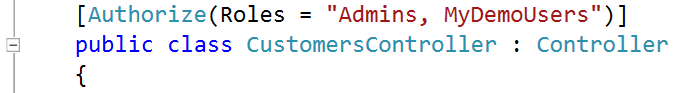 [Authorize(Roles = "Admins, MyDemoUsers")]
public class CustomersController : Controller
{